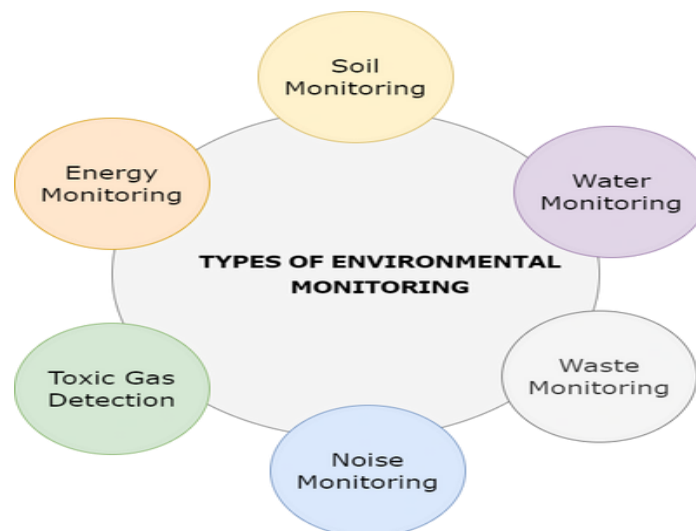 Soil
Monitoring
Energy
Monitoring
Water
Monitoring
TYPES OF ENVIRONMENTAL
MONITORING
Toxic Gas
Detection
Waste
Monitoring
Noise
Monitoring